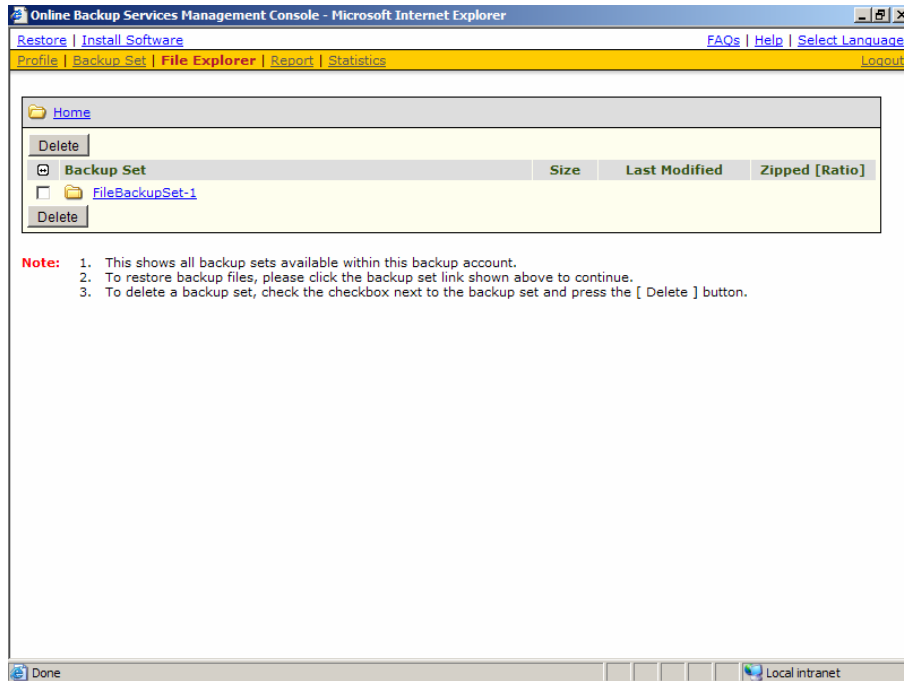 Online Backup Services Management Console - Microsoft Internet Explorer
Restore | Install Software FAQs | Help | Select Language
Profile | Backup Set | File Explorer | Report | Statistics Logout
Home
Delete
Backup Set Size Last Modified Zipped [Ratio]
FileBackupSet-1
Delete
Note: 1. This shows all backup sets available within this backup account.
2. To restore backup files, please click the backup set link shown above to continue.
3. To delete a backup set, check the checkbox next to the backup set and press the [ Delete ] button.
Done Local intranet